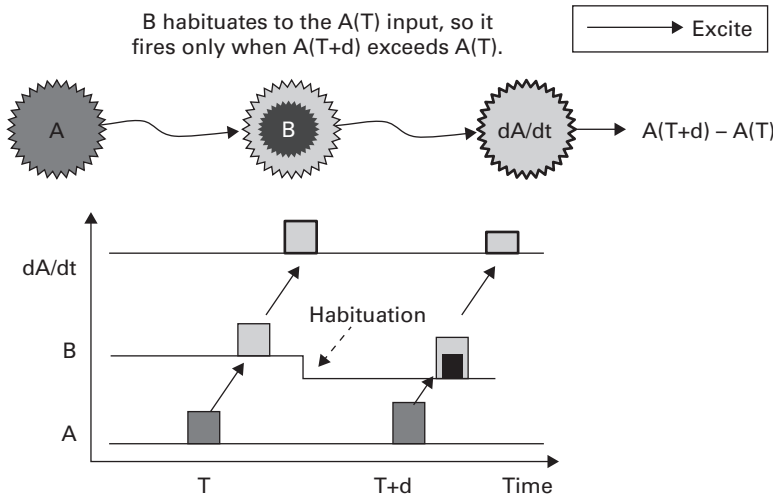 B habituates to the A(T) input, so it
fires only when A(T+d) exceeds A(T).
Excite
A
B
dA/dt
A(T+d) – A(T)
dA/dt
Habituation
B
A
T
T+d
Time